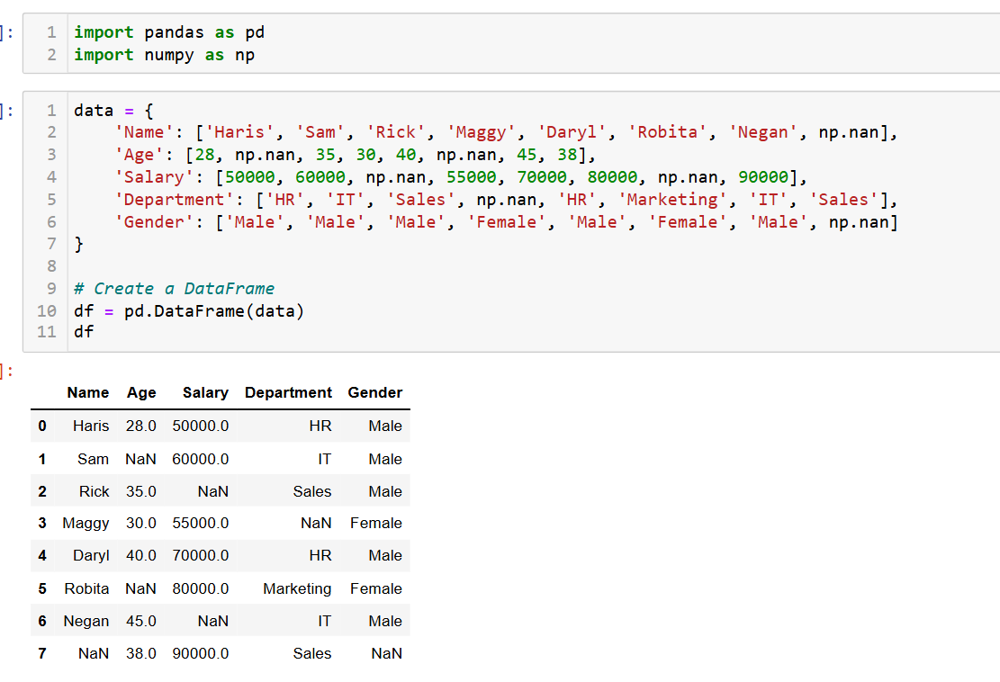 ]: 1 import pandas as pd
2 import numpy as np
]: 1 data = {
2 'Name': ['Haris', 'Sam', 'Rick', 'Maggy', 'Daryl', 'Robita', 'Negan', np.nan],
3 'Age': [28, np.nan, 35, 30, 40, np.nan, 45, 38],
4 'Salary': [50000, 60000, np.nan, 55000, 70000, 80000, np.nan, 90000],
5 'Department': ['HR', 'IT', 'Sales', np.nan, 'HR', 'Marketing', 'IT', 'Sales'],
6 'Gender': ['Male', 'Male', 'Male', 'Female', 'Male', 'Female', 'Male', np.nan]
7 }
8
9 # Create a DataFrame
10 df = pd.DataFrame(data)
11 df
]:
Name Age Salary Department Gender
0 Haris 28.0 50000.0 HR Male
1 Sam NaN 60000.0 IT Male
2 Rick 35.0 NaN Sales Male
3 Maggy 30.0 55000.0 NaN Female
4 Daryl 40.0 70000.0 HR Male
5 Robita NaN 80000.0 Marketing Female
6 Negan 45.0 NaN IT Male
7 NaN 38.0 90000.0 Sales NaN